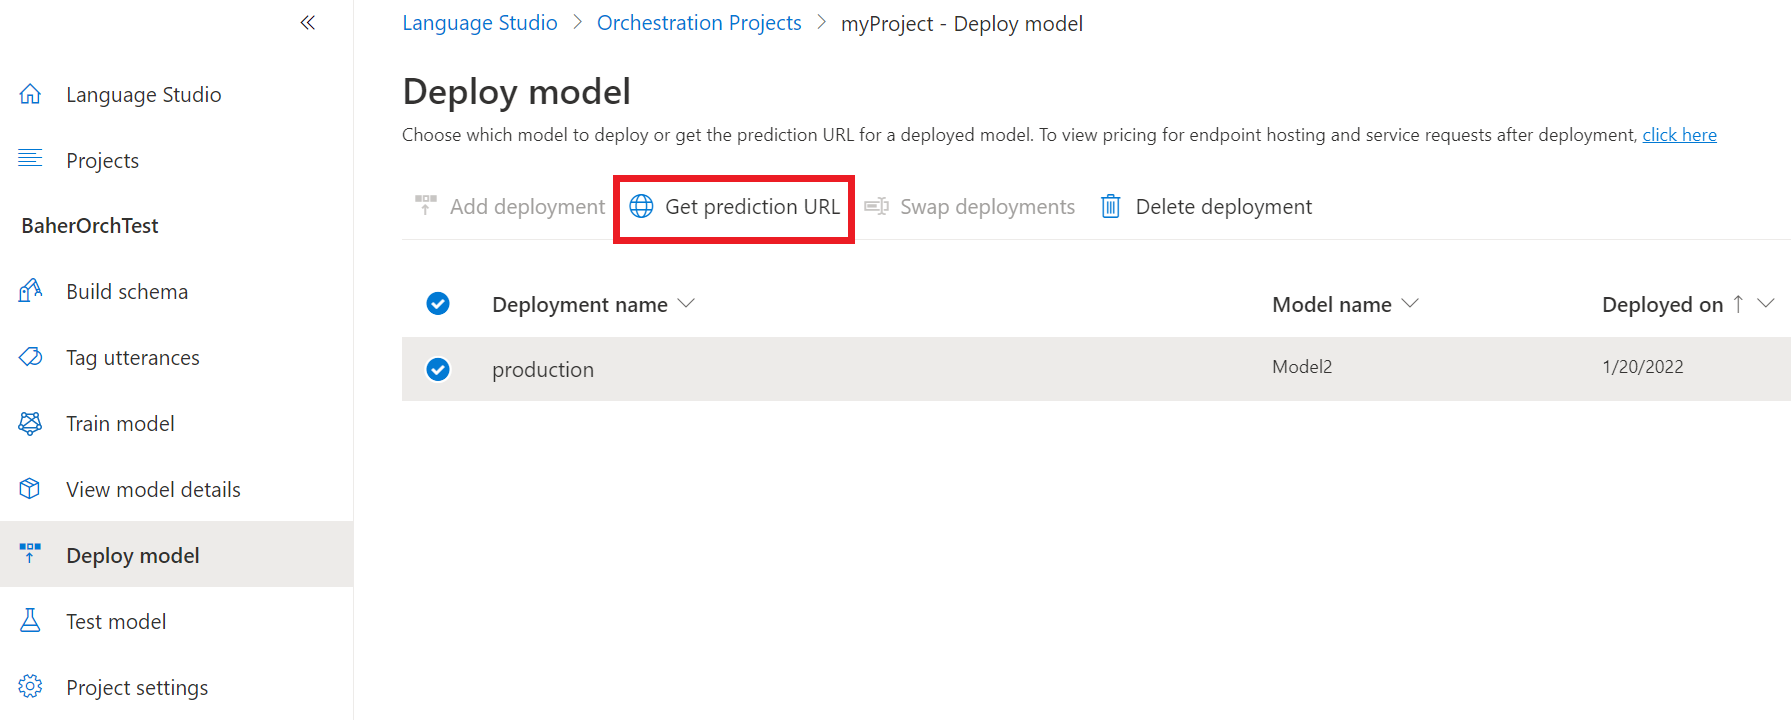 Language Studio
Projects
BaherOrchTest
Build schema
Tag utterances
Train model
View model details
Deploy model
Test model
Project settings
Language Studio > Orchestration Projects > myProject - Deploy model
Deploy model
Choose which model to deploy or get the prediction URL for a deployed model. To view pricing for endpoint hosting and service requests after deployment, click here
Add deployment Get prediction URL Swap deployments Delete deployment
Deployment name Model name Deployed on
production Model2 1/20/2022